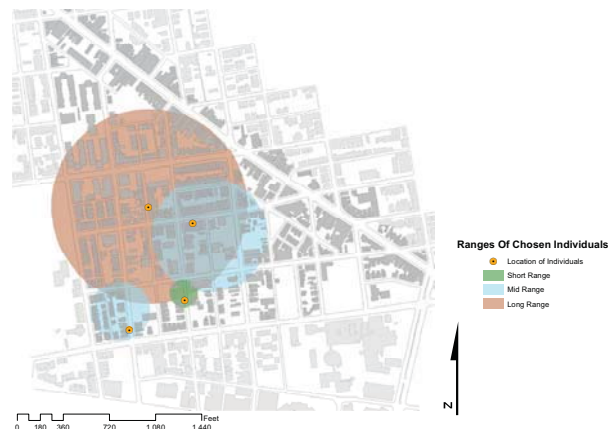 Ranges Of Chosen Individuals
Location of Individuals
Short Range
Mid Range
Long Range
N
Feet
0 180 360 720 1,080 1,440